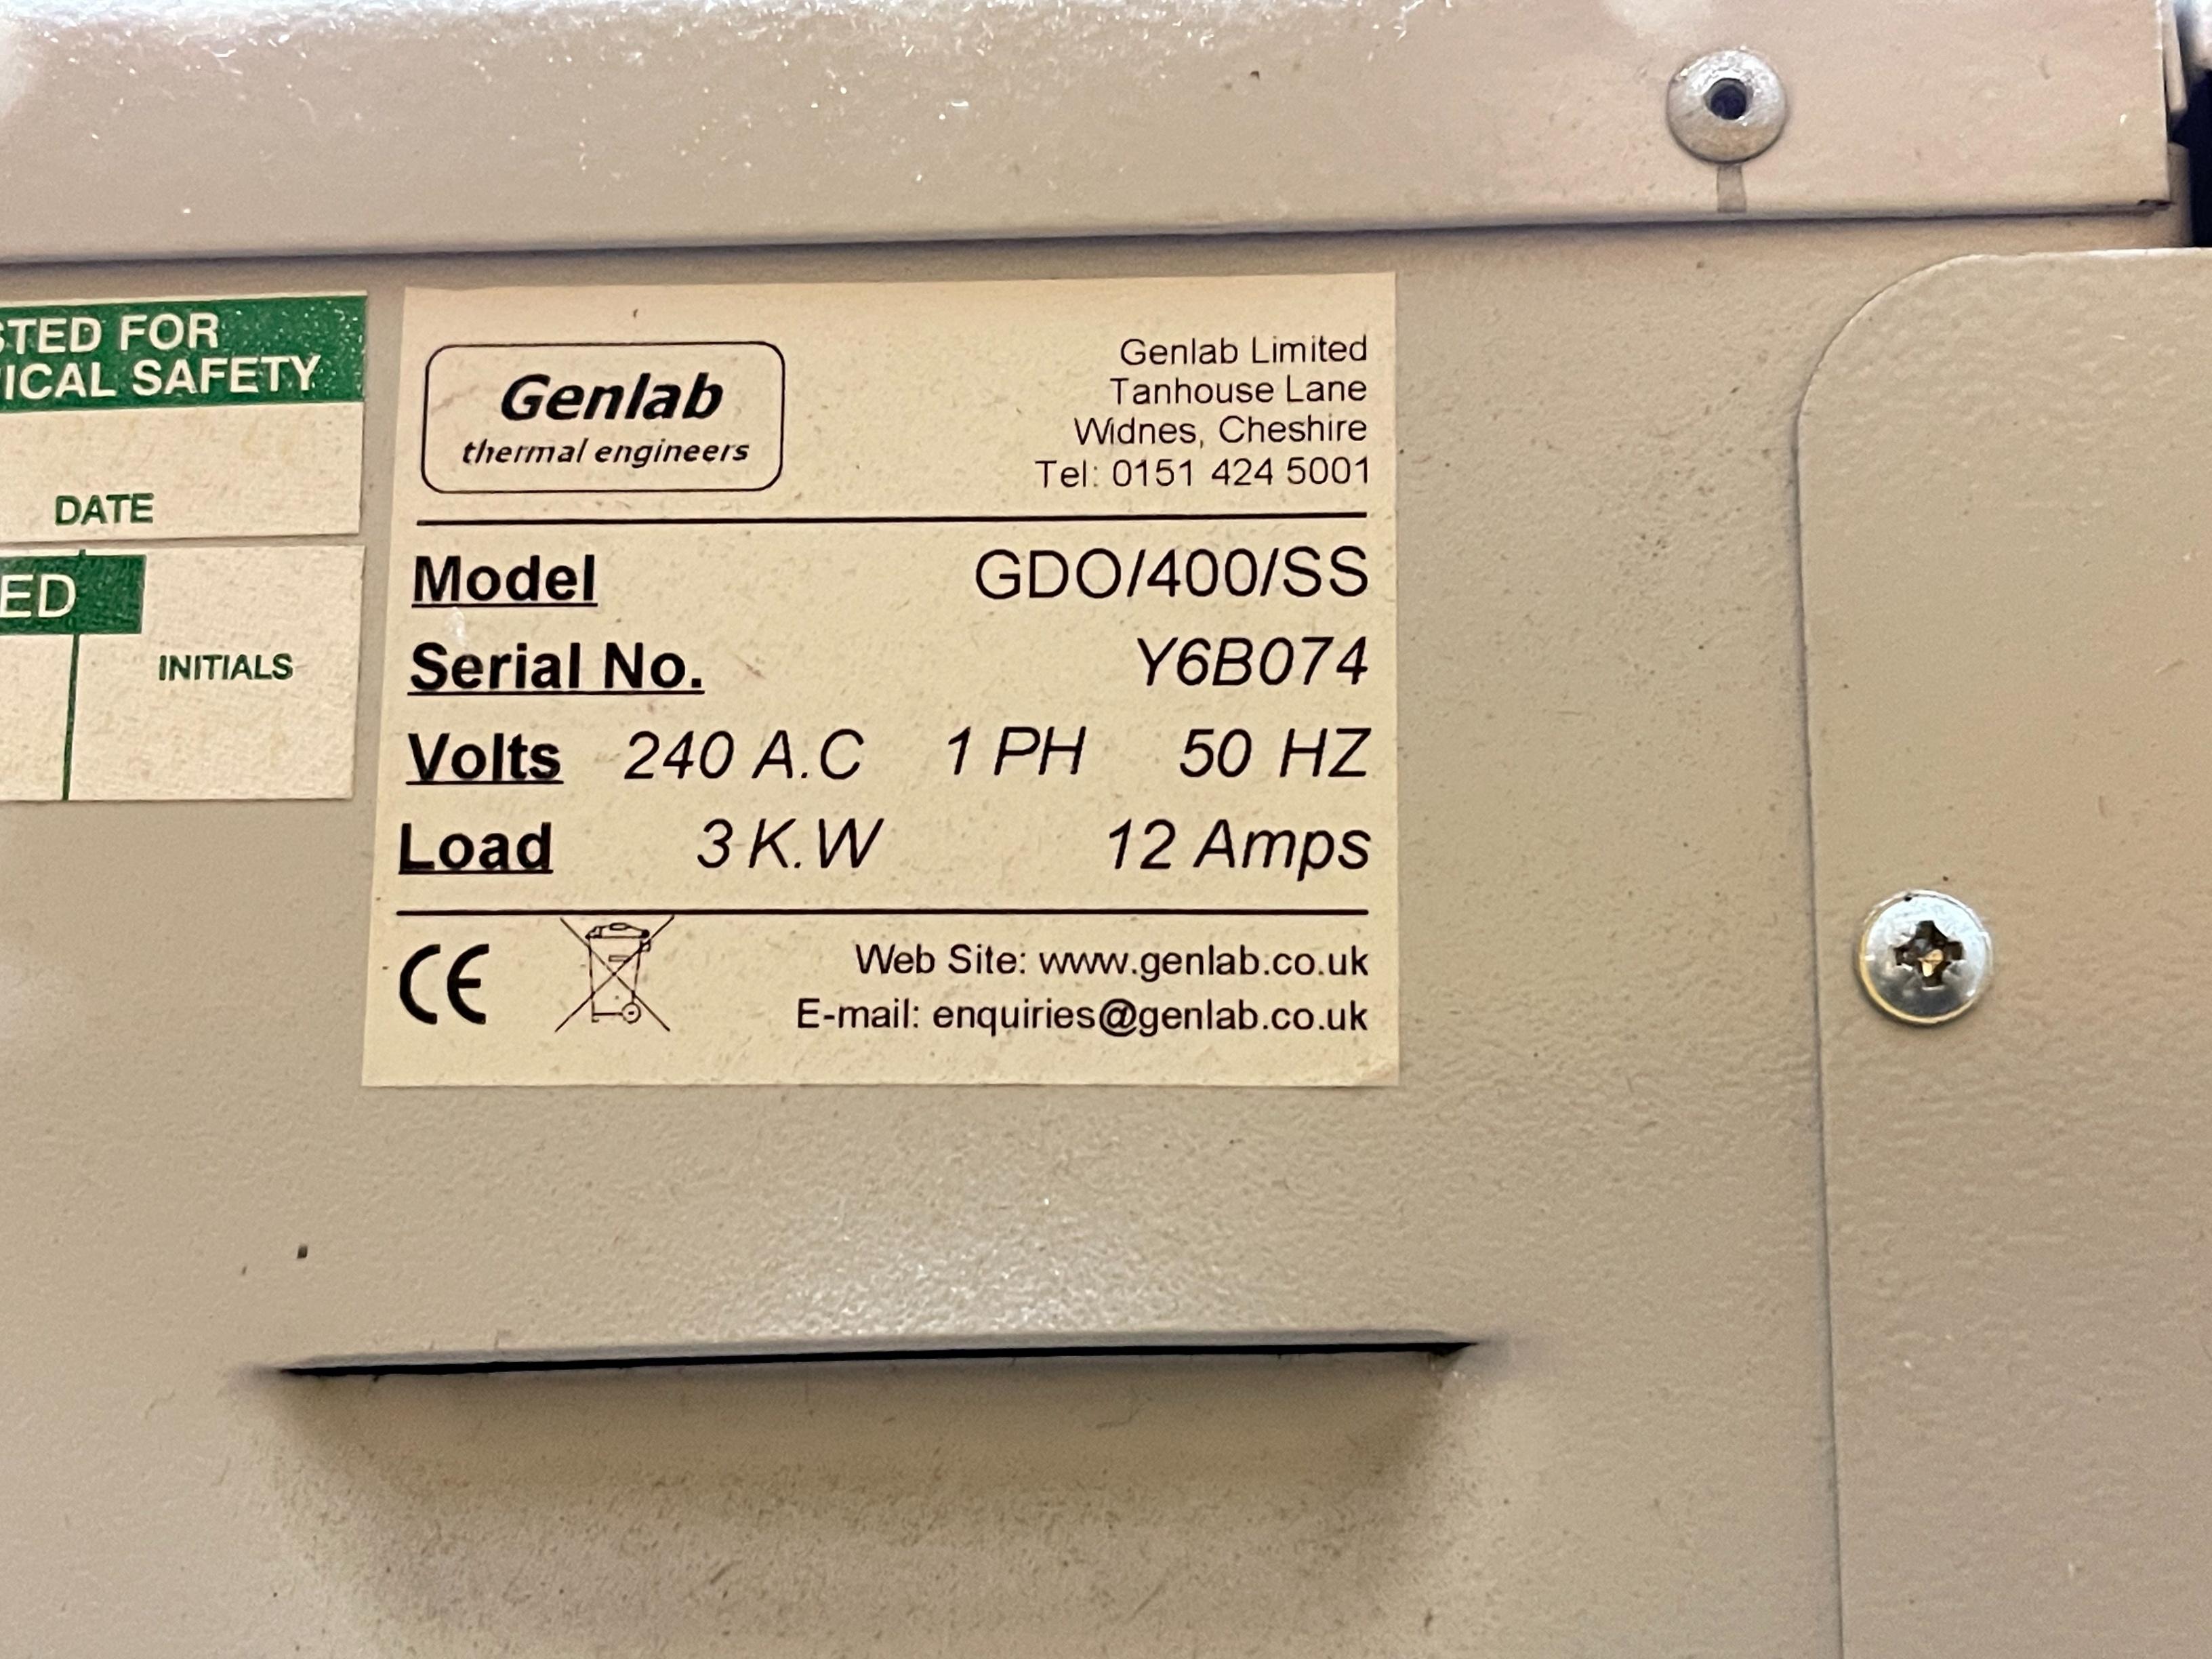 STED FOR
ICAL SAFETY
DATE
ED
INITIALS
Genlab
thermal engineers
Genlab Limited
Tanhouse Lane
Widnes, Cheshire
Tel: 0151 424 5001
Model GDO/400/SS
Serial No. Y6B074
Volts 240 A.C 1 PH 50 HZ
Load 3 K.W 12 Amps
CE
Web Site: www.genlab.co.uk
E-mail: enquiries@genlab.co.uk